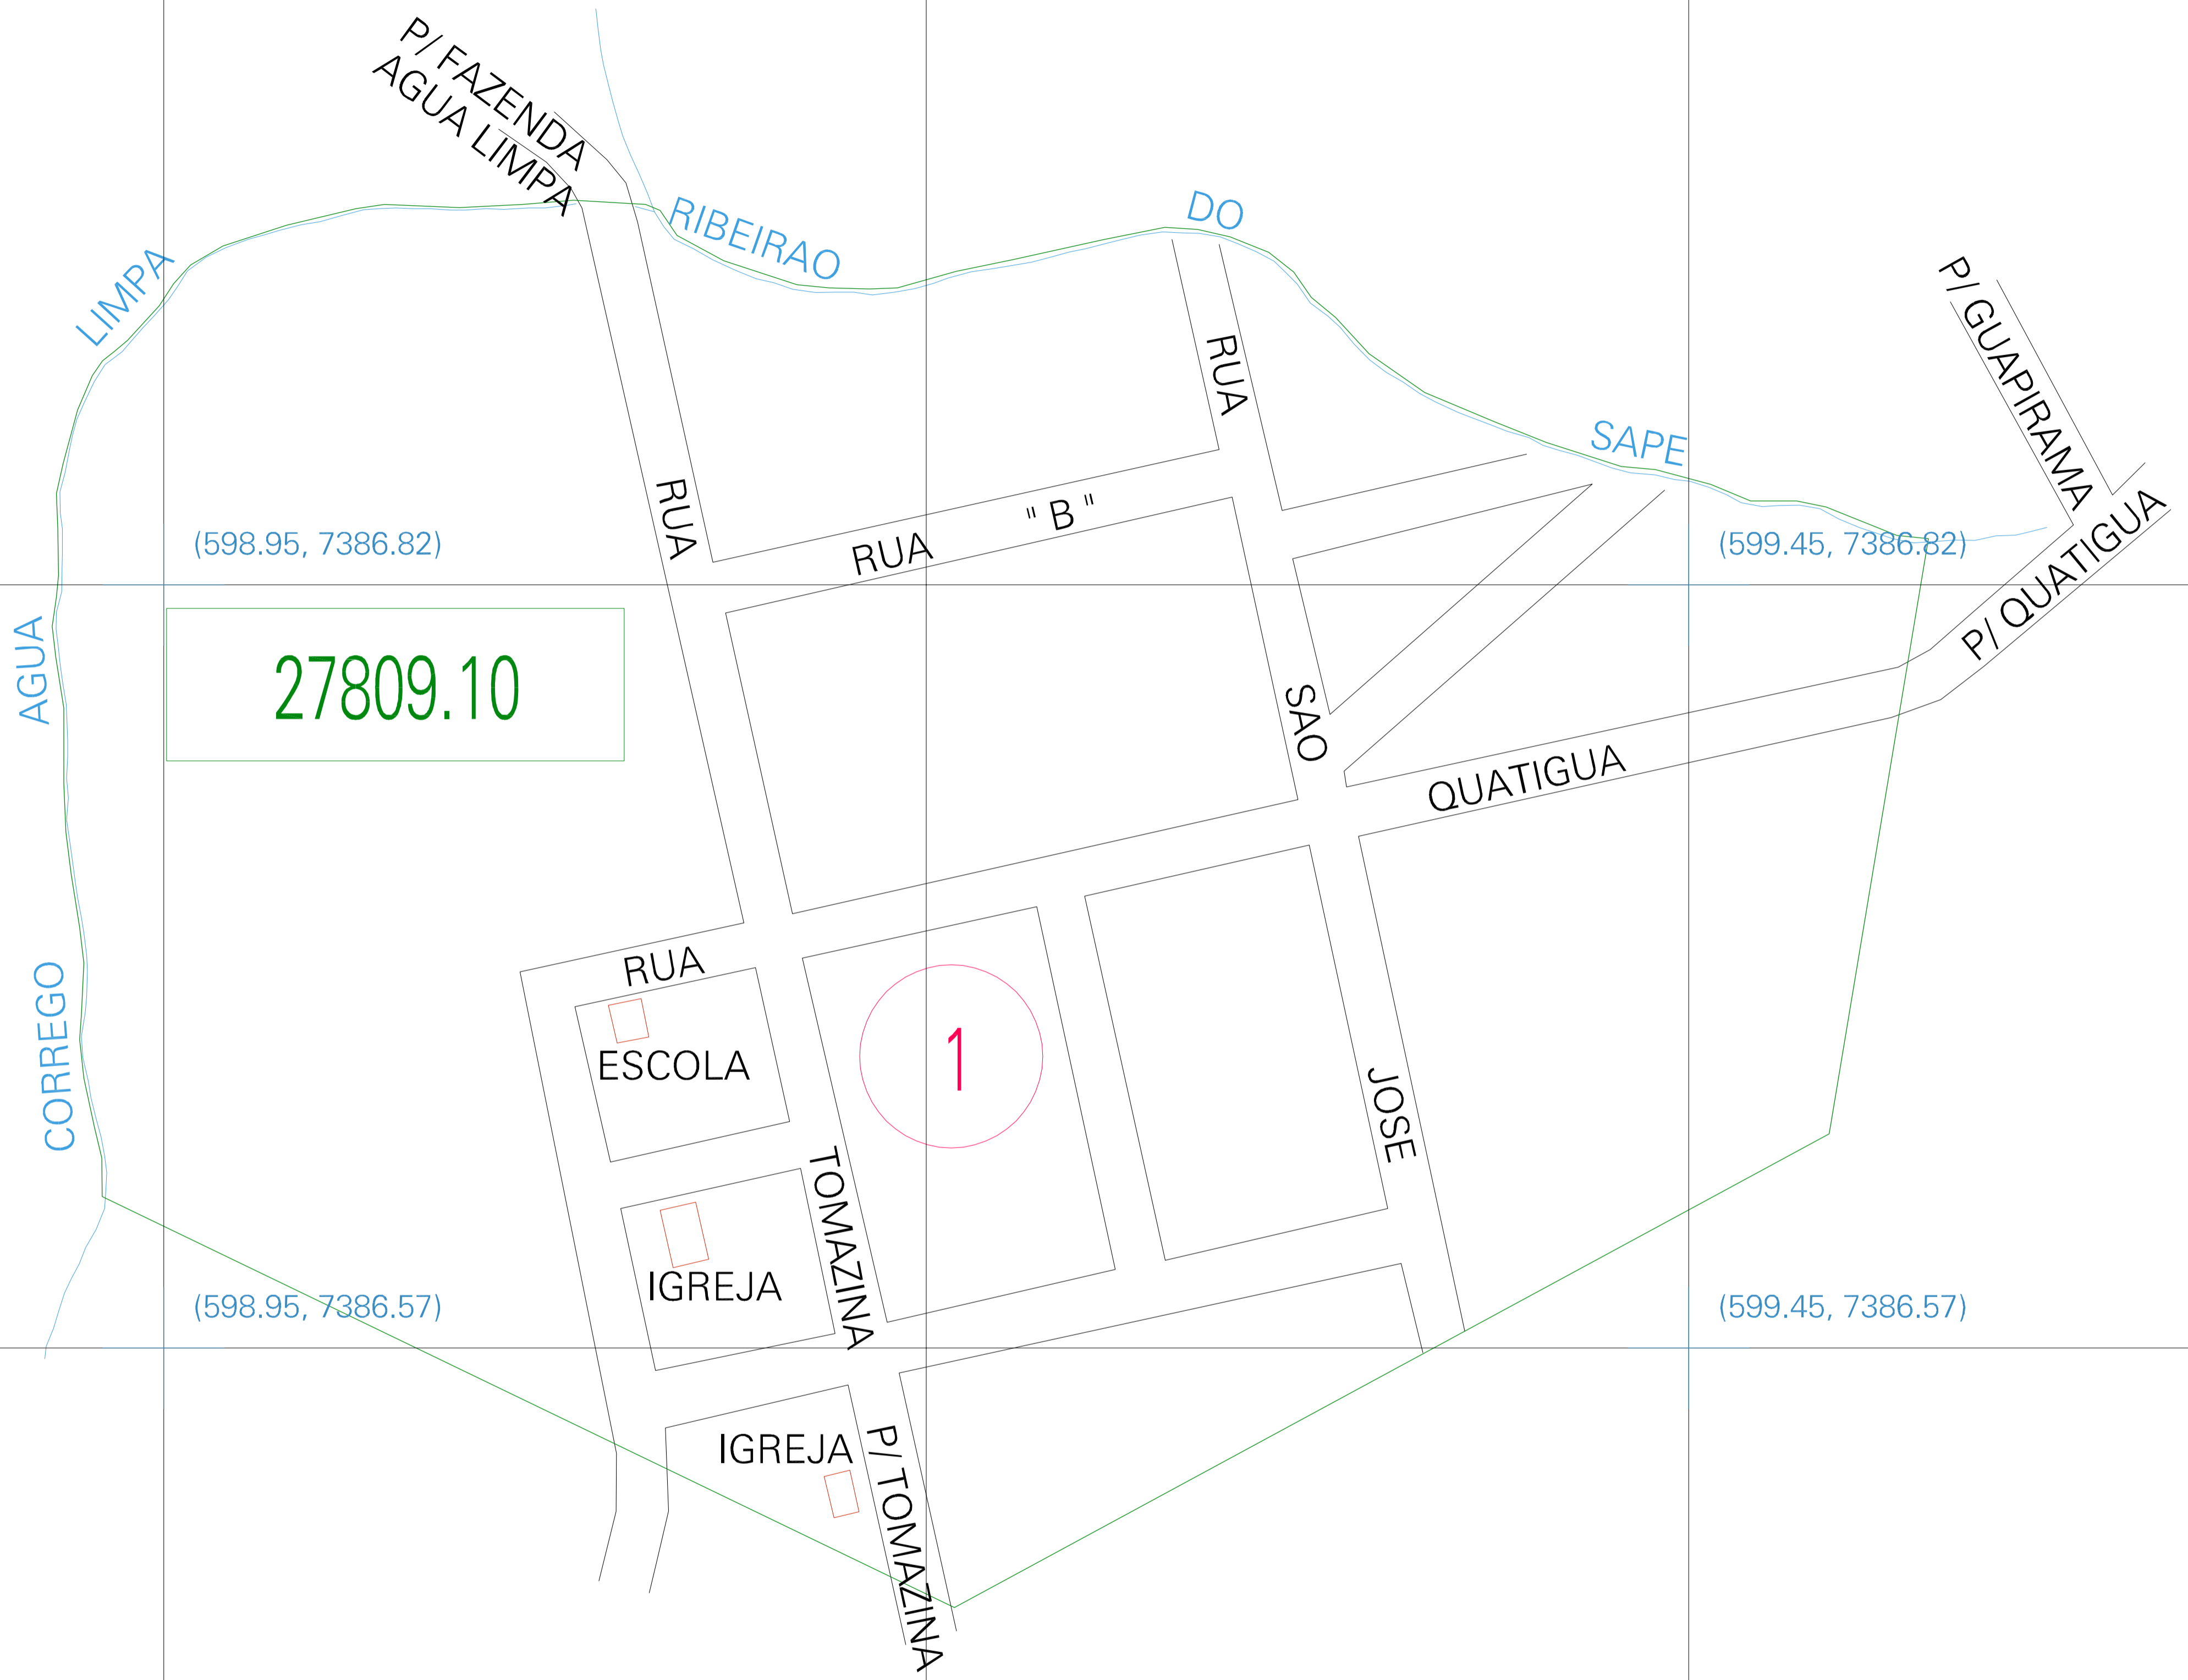 P/ FAZENDA
AGUA LIMPA
RIBEIRAO
DO
SAPE
LIMPA
AGUA
CORREGO
P/ GUAPIRAMA
P/ QUATIGUA
RUA
RUA
RUA " B "
(598.95, 7386.82)
(599.45, 7386.82)
27809.10
SAO
JOSE
QUATIGUA
RUA
ESCOLA
1
TOMAZINA
IGREJA
(598.95, 7386.57)
(599.45, 7386.57)
IGREJA
P/ TOMAZINA